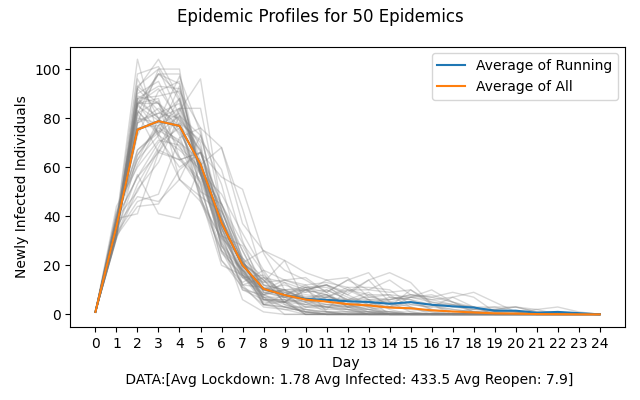 Epidemic Profiles for 50 Epidemics
Average of Running
Average of All
Newly Infected Individuals
100
80
60
40
20
0
0 1 2 3 4 5 6 7 8 9 10 11 12 13 14 15 16 17 18 19 20 21 22 23 24
Day
DATA:[Avg Lockdown: 1.78 Avg Infected: 433.5 Avg Reopen: 7.9]